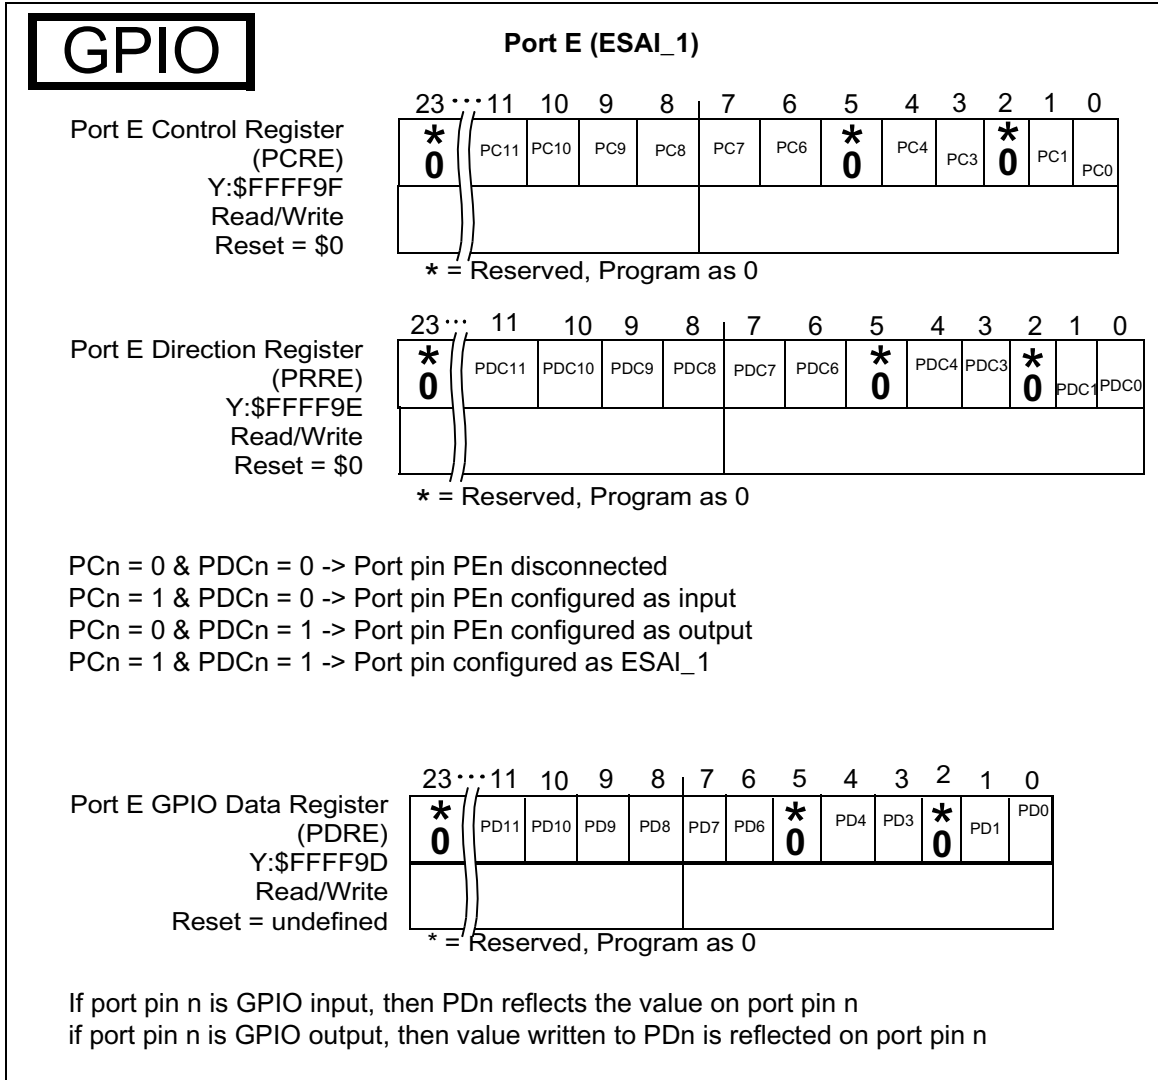 GPIO
Port E (ESAI_1)
23 ··· 11 10 9 8 7 6 5 4 3 2 1 0
Port E Control Register
(PCRE)
Y:$FFFF9F
Read/Write
Reset = $0
* 0 PC11 PC10 PC9 PC8 PC7 PC6 * 0 PC4 PC3 * 0 PC1 PC0
* = Reserved, Program as 0
23 ··· 11 10 9 8 7 6 5 4 3 2 1 0
Port E Direction Register
(PRRE)
Y:$FFFF9E
Read/Write
Reset = $0
* 0 PDC11 PDC10 PDC9 PDC8 PDC7 PDC6 * 0 PDC4 PDC3 * 0 PDC1 PDC0
* = Reserved, Program as 0
PCn = 0 & PDCn = 0 -> Port pin PEn disconnected
PCn = 1 & PDCn = 0 -> Port pin PEn configured as input
PCn = 0 & PDCn = 1 -> Port pin PEn configured as output
PCn = 1 & PDCn = 1 -> Port pin configured as ESAI_1
23 ··· 11 10 9 8 7 6 5 4 3 2 1 0
Port E GPIO Data Register
(PDRE)
Y:$FFFF9D
Read/Write
Reset = undefined
* 0 PD11 PD10 PD9 PD8 PD7 PD6 * 0 PD4 PD3 * 0 PD1 PD0
* = Reserved, Program as 0
If port pin n is GPIO input, then PDn reflects the value on port pin n
if port pin n is GPIO output, then value written to PDn is reflected on port pin n